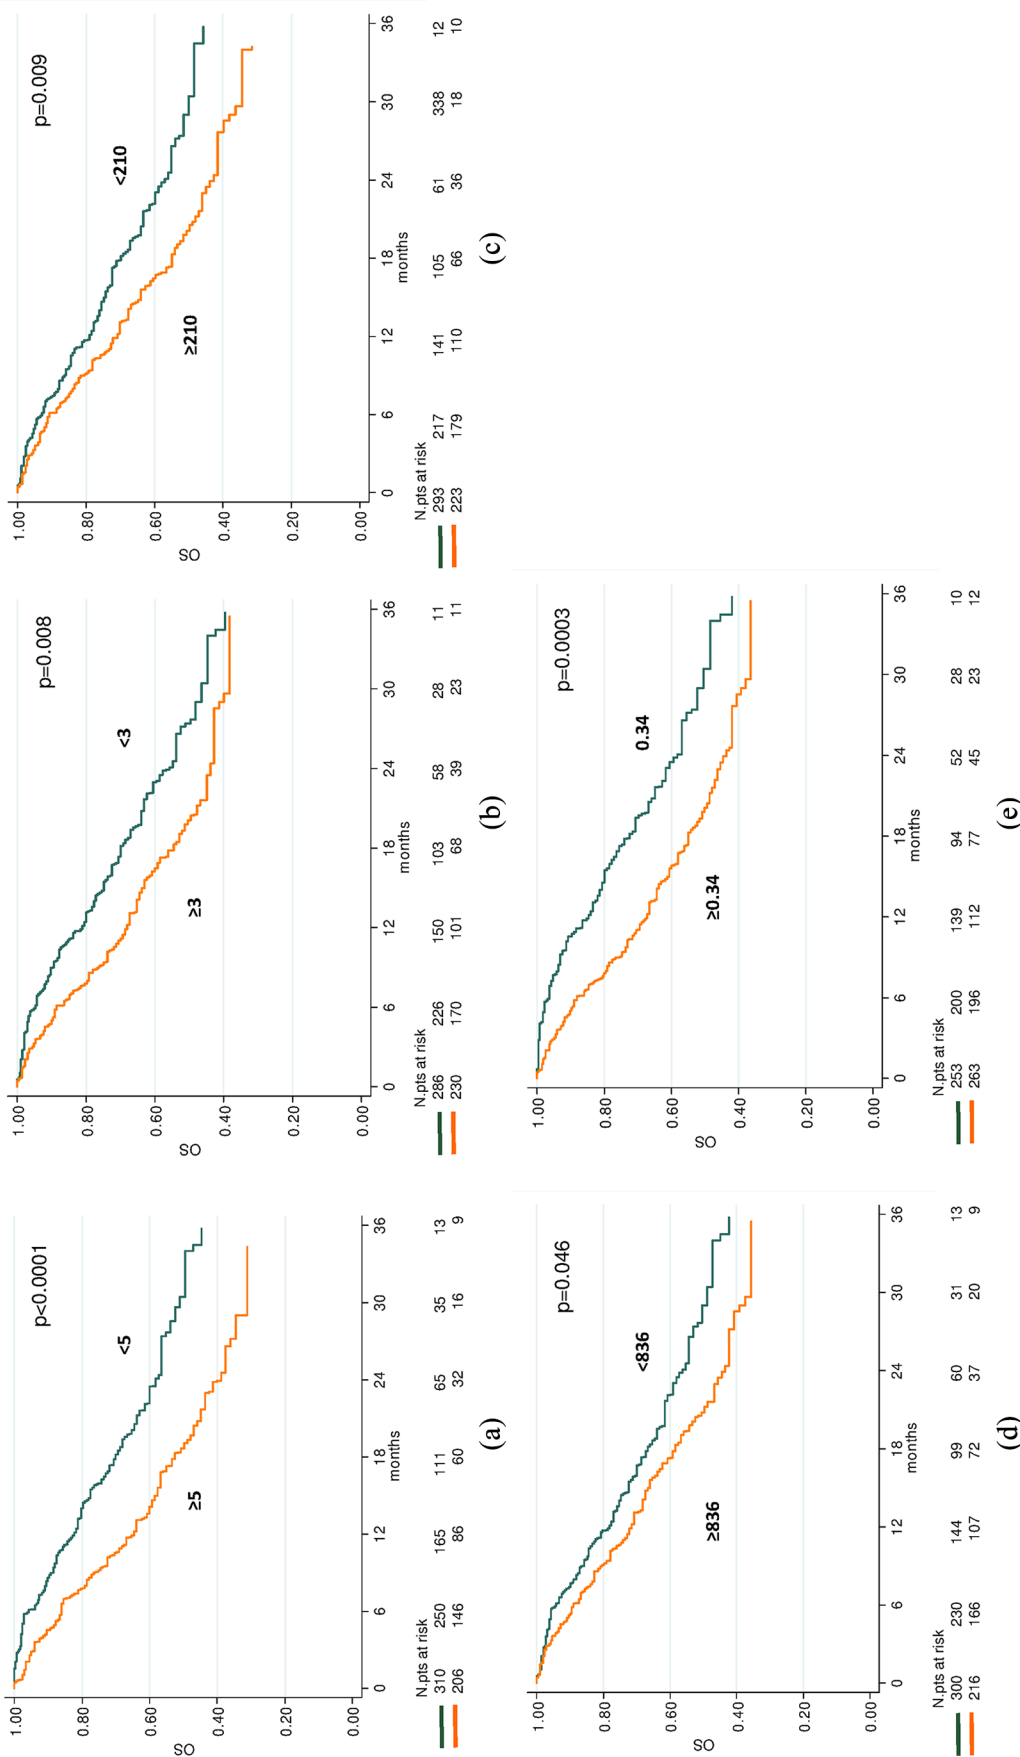 p<0.0001
1.00
0.80
0.60
0.40
0.20
0.00
OS
<5
≥5
0 6 12 18 24 30 36
months
N.pts at risk
310 250 165 111 65 35 13
206 146 86 60 32 16 9
(a)
p=0.008
1.00
0.80
0.60
0.40
0.20
0.00
OS
<3
≥3
0 6 12 18 24 30 36
months
N.pts at risk
286 226 150 103 58 28 11
230 170 101 68 39 23 11
(b)
p=0.009
1.00
0.80
0.60
0.40
0.20
0.00
OS
<210
≥210
0 6 12 18 24 30 36
months
N.pts at risk
293 217 141 105 61 338 12
223 179 110 66 36 18 10
(c)
p=0.046
1.00
0.80
0.60
0.40
0.20
0.00
OS
<836
≥836
0 6 12 18 24 30 36
months
N.pts at risk
300 230 144 99 60 31 13
216 166 107 72 37 20 9
(d)
p=0.0003
1.00
0.80
0.60
0.40
0.20
0.00
OS
0.34
≥0.34
0 6 12 18 24 30 36
months
N.pts at risk
253 200 139 94 52 28 10
263 196 112 77 45 23 12
(e)